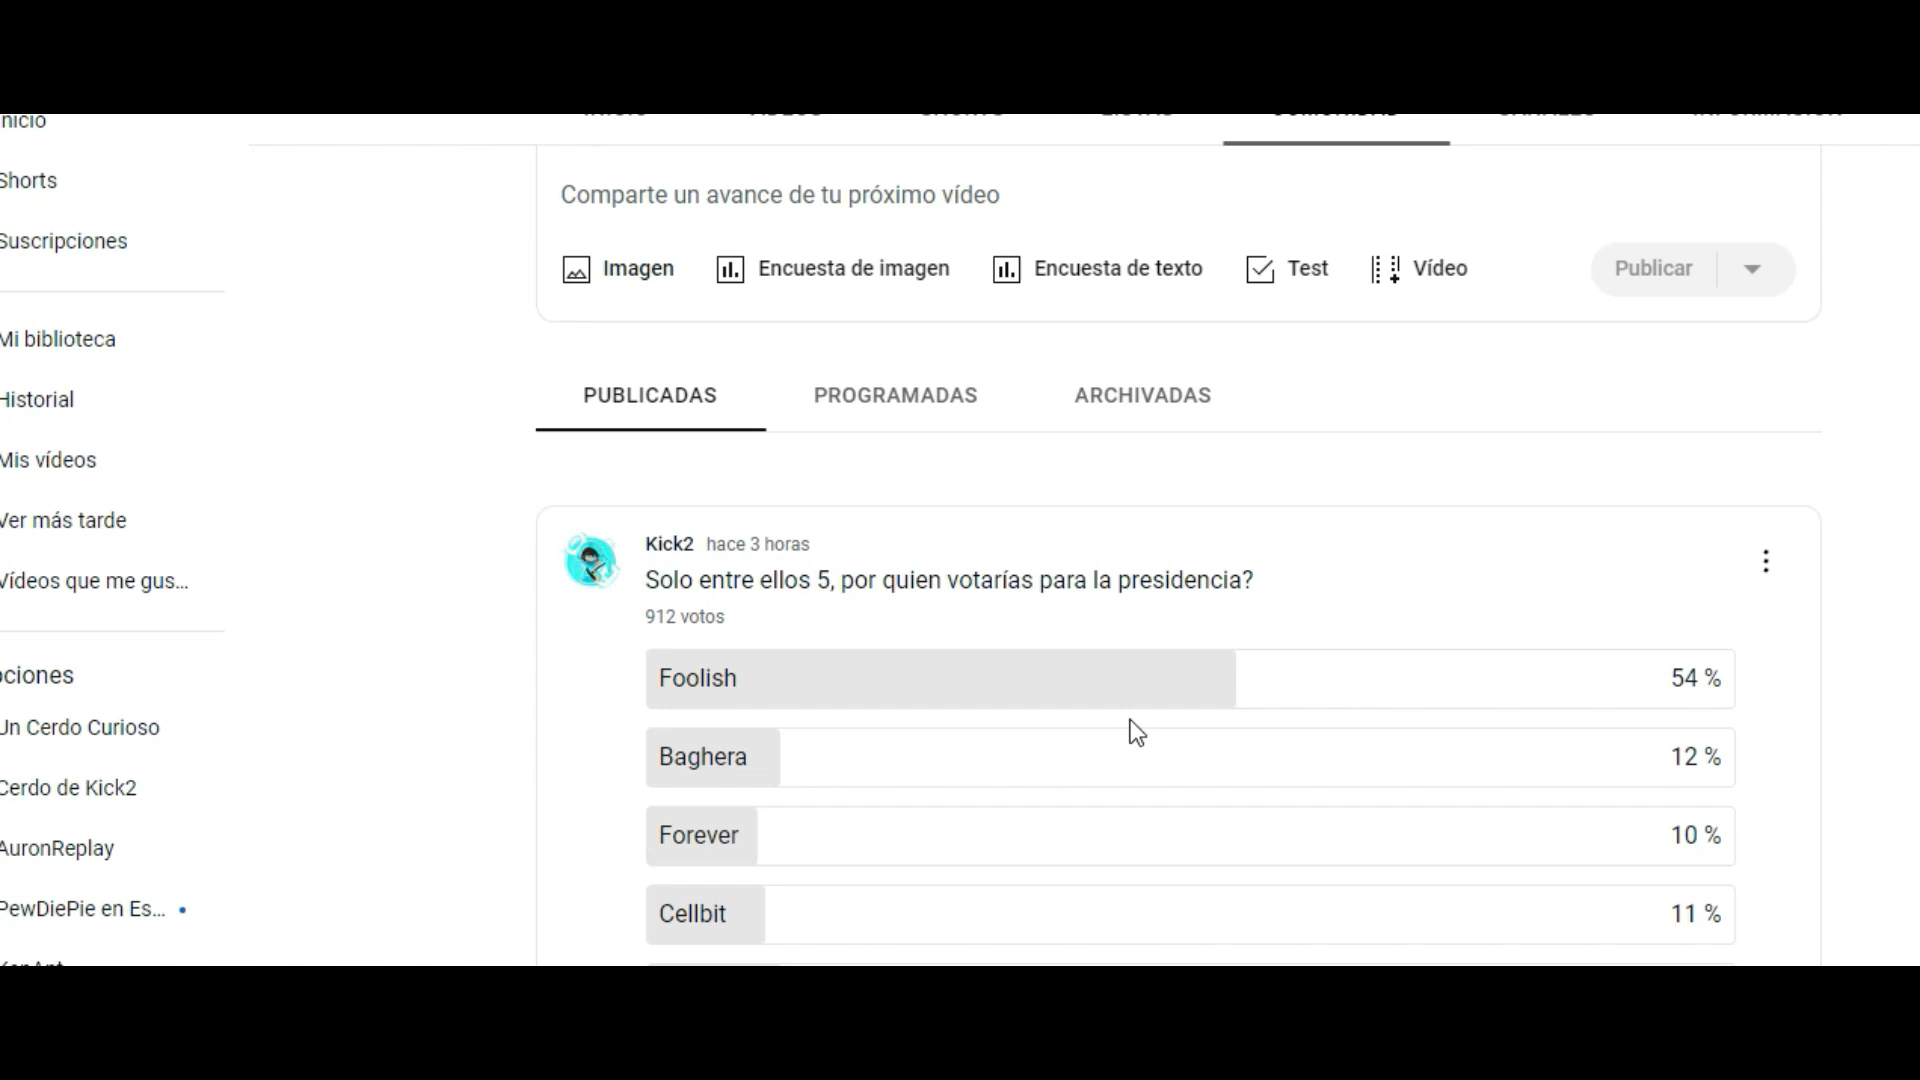 nicio
Shorts
Suscripciones
Mi biblioteca
Historial
Mis vídeos
Ver más tarde
Vídeos que me gus...
ociones
Un Cerdo Curioso
Cerdo de Kick2
AuronReplay
PewDiePie en Es...
Comparte un avance de tu próximo vídeo
Imagen
Encuesta de imagen
Encuesta de texto
Test
Vídeo
Publicar
PUBLICADAS
PROGRAMADAS
ARCHIVADAS
Kick2 hace 3 horas
Solo entre ellos 5, por quien votarías para la presidencia?
912 votos
Foolish 54 %
Baghera 12 %
Forever 10 %
Cellbit 11 %